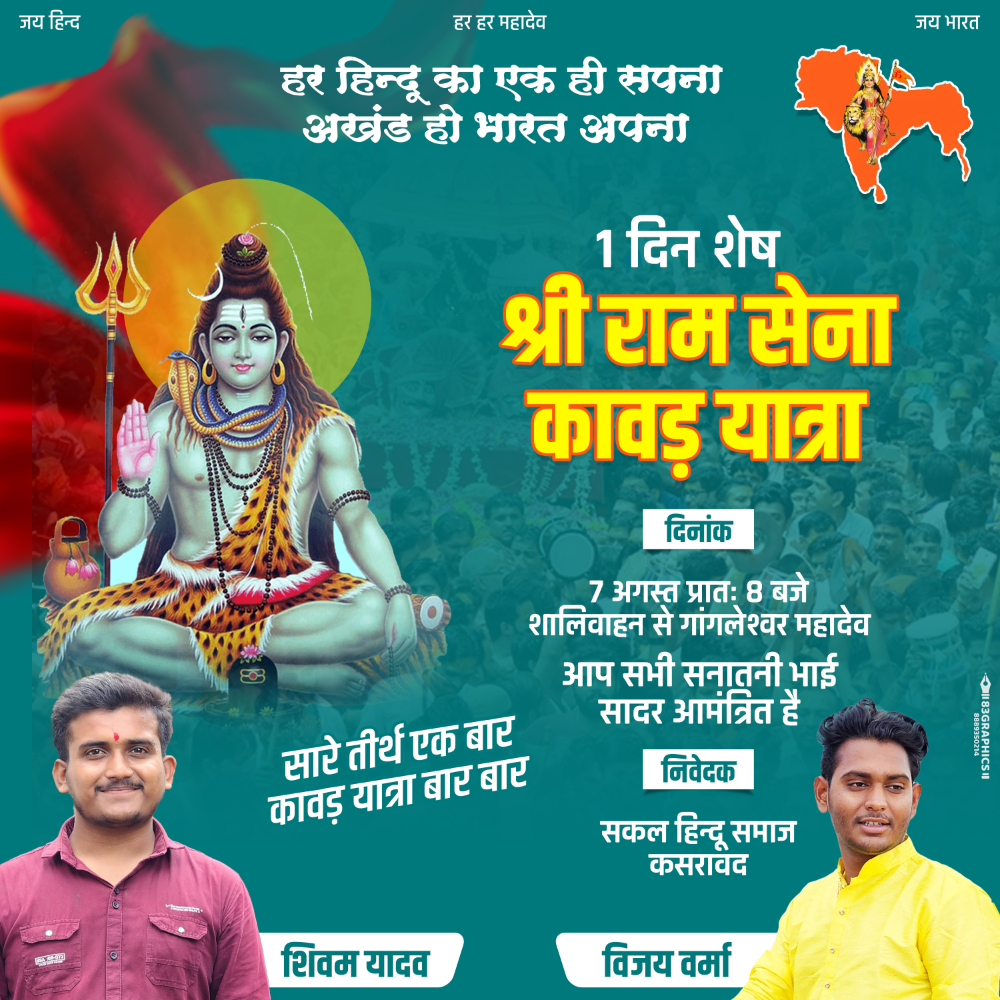 जय हिन्द
हर हर महादेव
जय भारत
हर हिन्दू का एक ही सपना
अखंड हो भारत अपना
1 दिन शेष
श्री राम सेना
कावड़ यात्रा
दिनांक
7 अगस्त प्रातः 8 बजे
शालिवाहन से गांगलेश्वर महादेव
आप सभी सनातनी भाई
सादर आमंत्रित है
सारे तीर्थ एक बार
कावड़ यात्रा बार बार
निवेदक
सकल हिन्दू समाज
कसरावद
शिवम यादव
विजय वर्मा
83GRAPHICS
8889350214